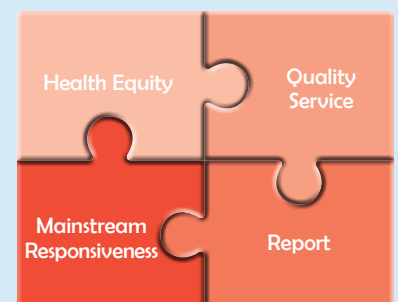 Health Equity
Quality
Service
Mainstream
Responsiveness
Report